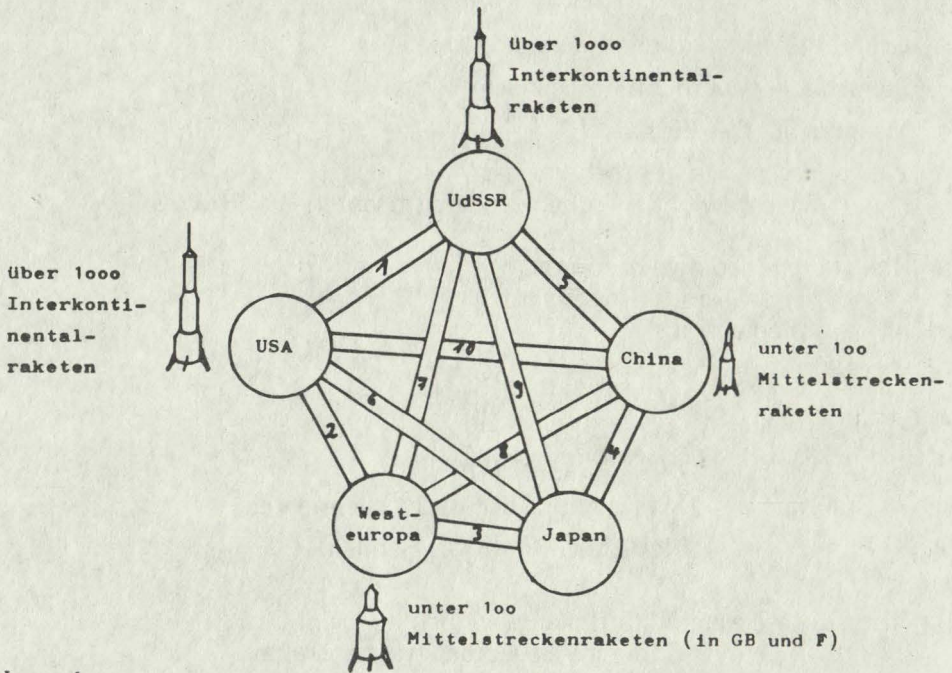 über 1ooo
Interkontinental-
raketen
UdSSR
1
5
über 1ooo
Interkonti-
nental-
raketen
USA
10
China
unter 1oo
Mittelstrecken-
raketen
7
9
6
2
8
4
West-
europa
3
Japan
unter 1oo
Mittelstreckenraketen (in GB und F)